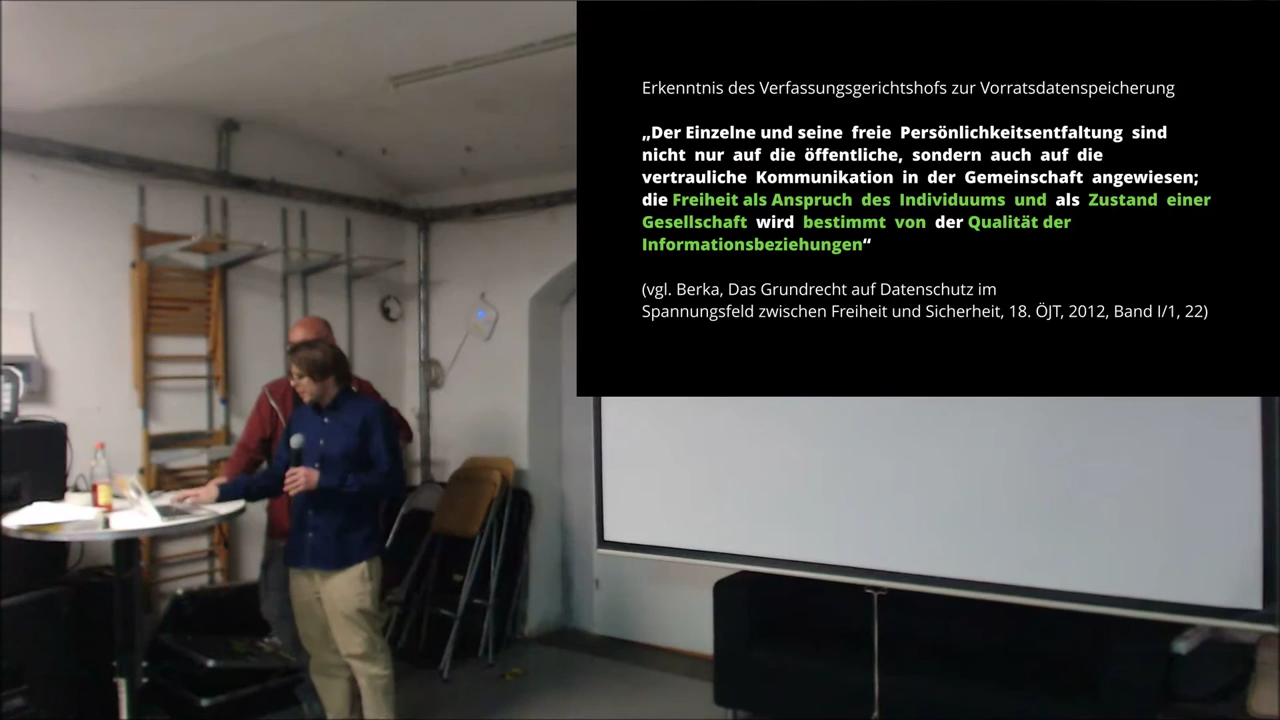 Erkenntnis des Verfassungsgerichtshofs zur Vorratsdatenspeicherung
„Der Einzelne und seine freie Persönlichkeitsentfaltung sind
nicht nur auf die öffentliche, sondern auch auf die
vertrauliche Kommunikation in der Gemeinschaft angewiesen;
die Freiheit als Anspruch des Individuums und als Zustand einer
Gesellschaft wird bestimmt von der Qualität der
Informationsbeziehungen“
(vgl. Berka, Das Grundrecht auf Datenschutz im
Spannungsfeld zwischen Freiheit und Sicherheit, 18. ÖJT, 2012, Band I/1, 22)